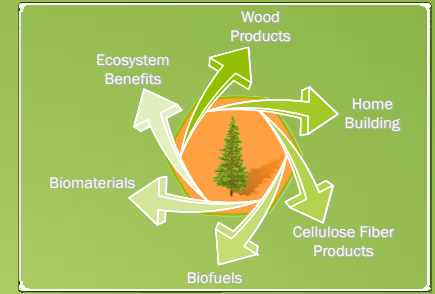 Wood
Products
Ecosystem
Benefits
Home
Building
Biomaterials
Cellulose Fiber
Products
Biofuels